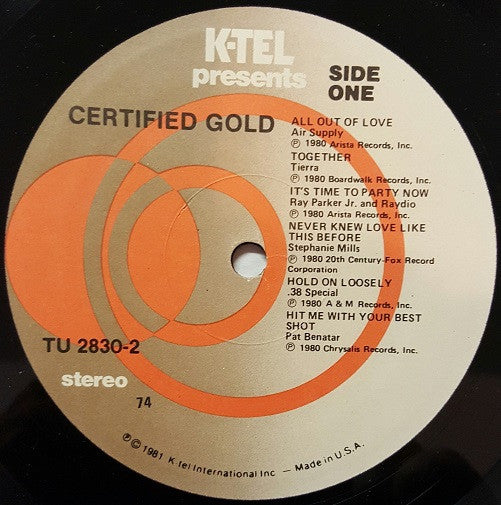 K-TEL
presents
SIDE
ONE
CERTIFIED GOLD
ALL OUT OF LOVE
Air Supply
Ⓟ 1980 Arista Records, Inc.
TOGETHER
Tierra
Ⓟ 1980 Boardwalk Records, Inc.
IT'S TIME TO PARTY NOW
Ray Parker Jr. and Raydio
Ⓟ 1980 Arista Records, Inc.
NEVER KNEW LOVE LIKE
THIS BEFORE
Stephanie Mills
Ⓟ 1980 20th Century-Fox Record
Corporation
HOLD ON LOOSELY
.38 Special
Ⓟ 1980 A & M Records, Inc.
HIT ME WITH YOUR BEST
SHOT
Pat Benatar
Ⓟ 1980 Chrysalis Records, Inc.
TU 2830-2
stereo
74
Ⓟ © 1981 K-tel International Inc — Made in U.S.A.